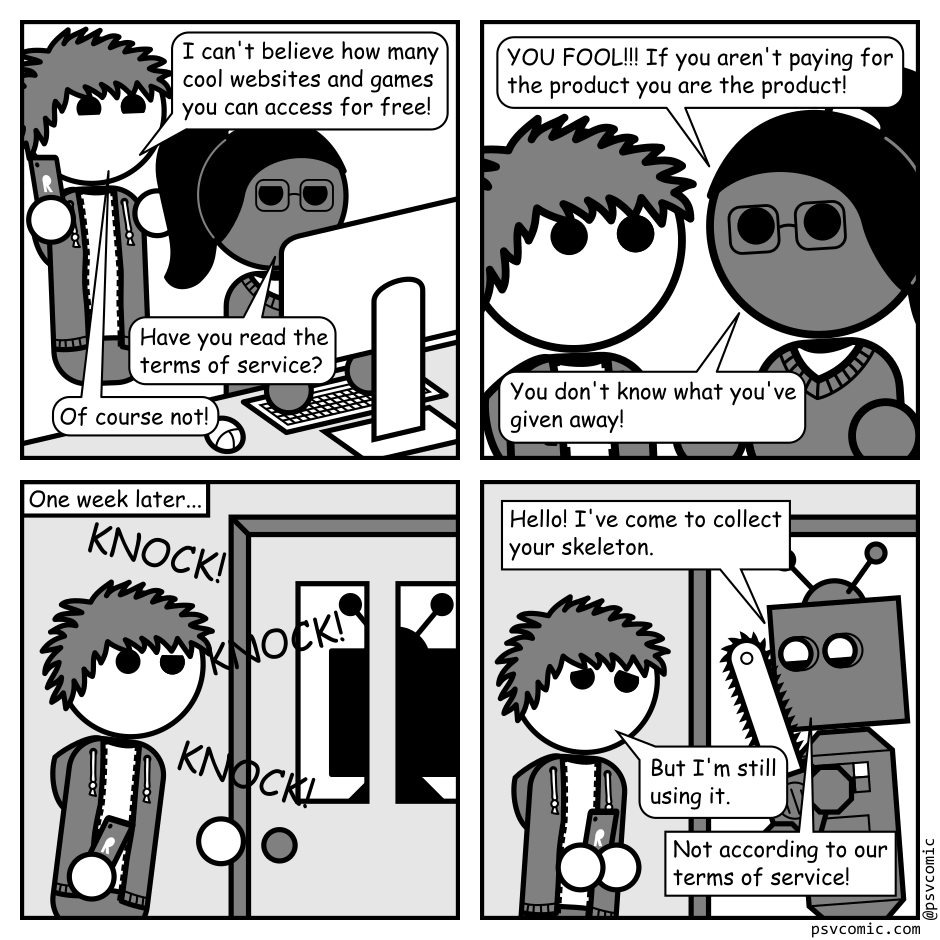 I can't believe how many
cool websites and games
you can access for free!
Have you read the
terms of service?
Of course not!
YOU FOOL!!! If you aren't paying for
the product you are the product!
You don't know what you've
given away!
One week later...
KNOCK!
KNOCK!
KNOCK!
R
Hello! I've come to collect
your skeleton.
But I'm still
using it.
Not according to our
terms of service!
R
R
@psvcomic
psvcomic.com